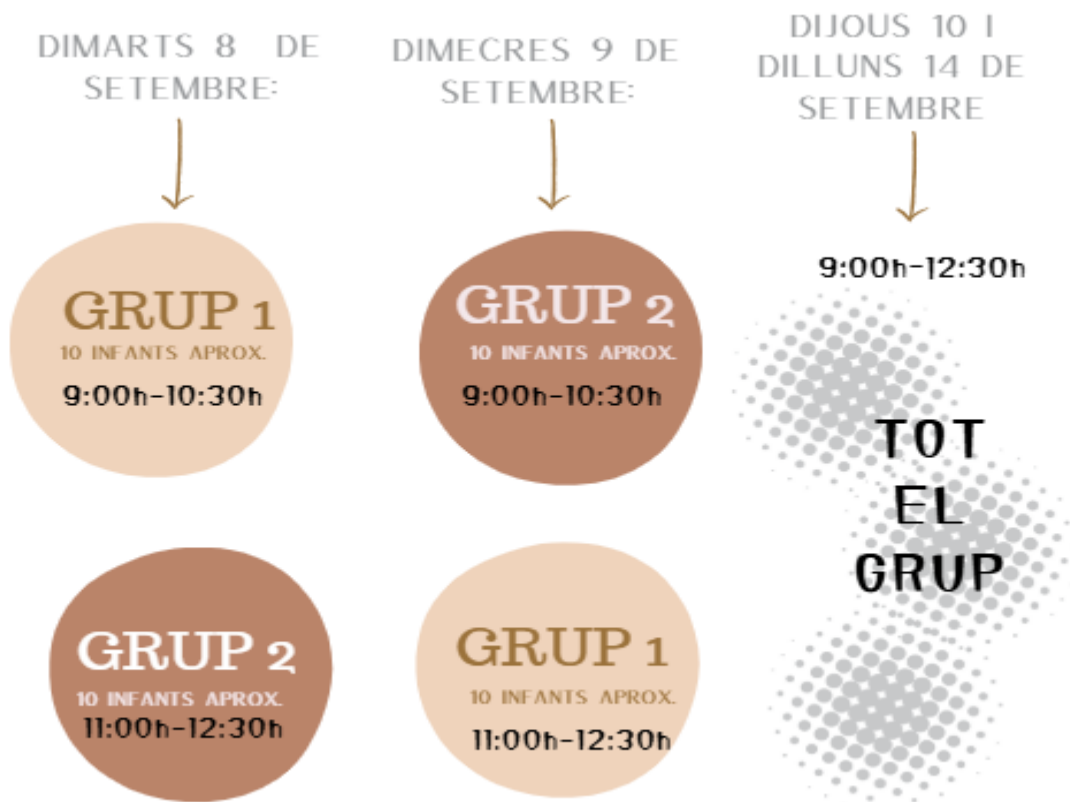 DIMARTS 8 DE
SETEMBRE:
GRUP 1
10 INFANTS APROX.
9:00h-10:30h
GRUP 2
10 INFANTS APROX.
11:00h-12:30h
DIMECRES 9 DE
SETEMBRE:
GRUP 2
10 INFANTS APROX.
9:00h-10:30h
GRUP 1
10 INFANTS APROX.
11:00h-12:30h
DIJOUS 10 I
DILLUNS 14 DE
SETEMBRE
9:00h-12:30h
TOT
EL
GRUP